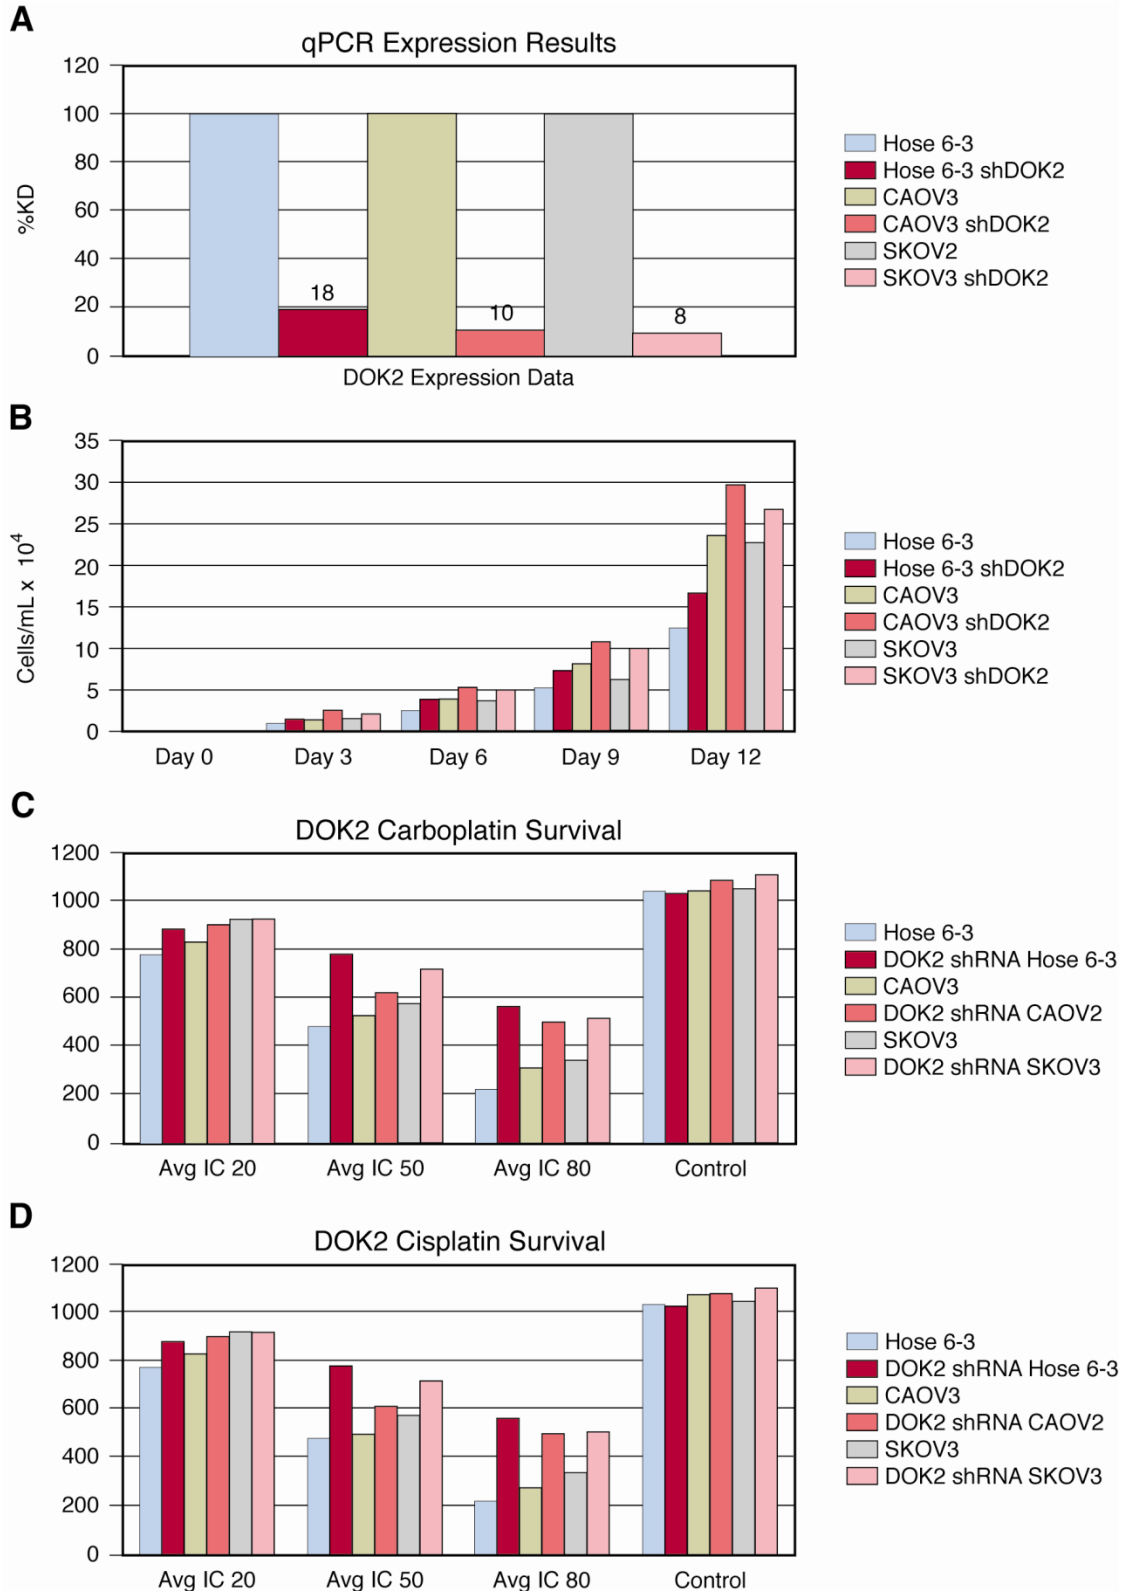 A
qPCR Expression Results
120
100
80
60
40
20
0
%KD
18
10
8
DOK2 Expression Data
Hose 6-3
Hose 6-3 shDOK2
CAOV3
CAOV3 shDOK2
SKOV2
SKOV3 shDOK2
B
35
30
25
20
15
10
5
0
Cells/mL x 10⁴
Day 0 Day 3 Day 6 Day 9 Day 12
Hose 6-3
Hose 6-3 shDOK2
CAOV3
CAOV3 shDOK2
SKOV3
SKOV3 shDOK2
C
DOK2 Carboplatin Survival
1200
1000
800
600
400
200
0
Avg IC 20 Avg IC 50 Avg IC 80 Control
Hose 6-3
DOK2 shRNA Hose 6-3
CAOV3
DOK2 shRNA CAOV2
SKOV3
DOK2 shRNA SKOV3
D
DOK2 Cisplatin Survival
1200
1000
800
600
400
200
0
Avg IC 20 Avg IC 50 Avg IC 80 Control
Hose 6-3
DOK2 shRNA Hose 6-3
CAOV3
DOK2 shRNA CAOV2
SKOV3
DOK2 shRNA SKOV3